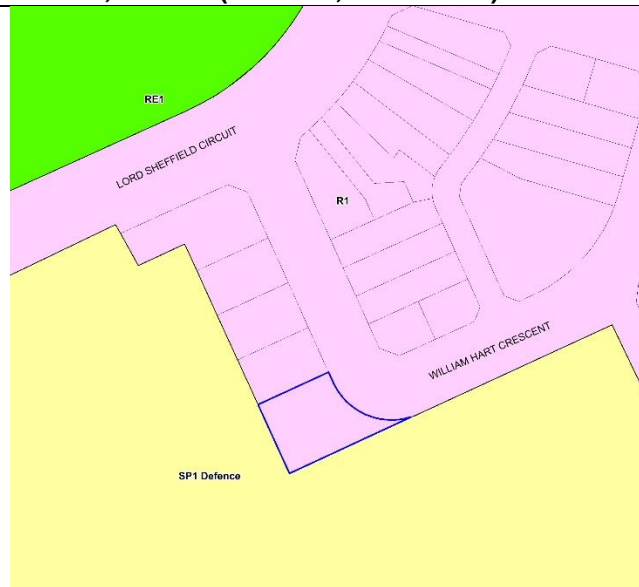 RE1
LORD SHEFFIELD CIRCUIT
R1
WILLIAM HART CRESCENT
SP1 Defence